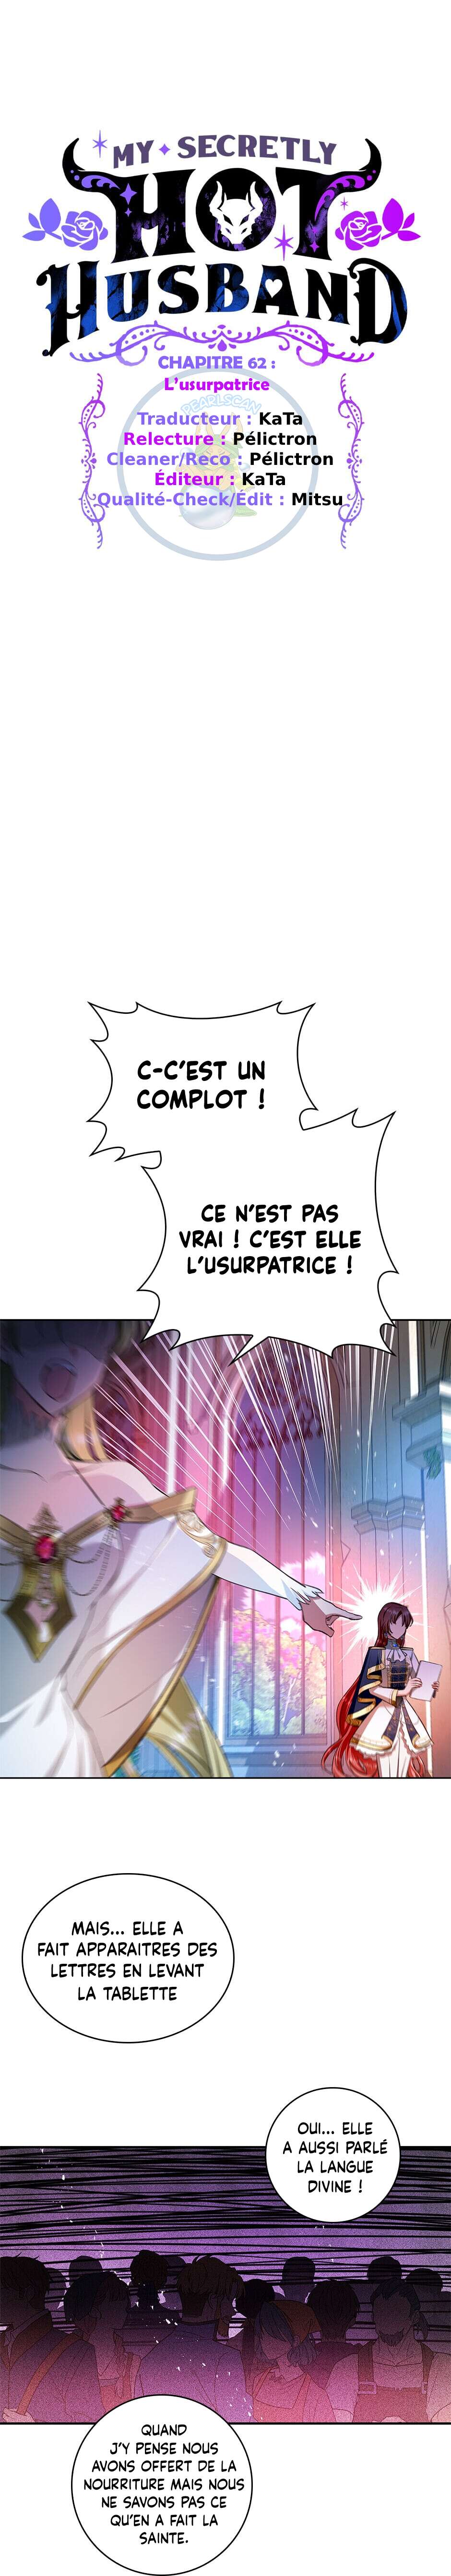 MY SECRETLY
HOT
HUSBAND
CHAPITRE 62 :
L'usurpatrice
PEARLSCAN
Traducteur : KaTa
Relecture : Pélictron
Cleaner/Reco : Pélictron
Éditeur : KaTa
Qualité-Check/Édit : Mitsu
C-C'EST UN
COMPLOT !
CE N'EST PAS
VRAI ! C'EST ELLE
L'USURPATRICE !
MAIS... ELLE A
FAIT APPARAITRES DES
LETTRES EN LEVANT
LA TABLETTE
OUI... ELLE
A AUSSI PARLÉ
LA LANGUE
DIVINE !
QUAND
J'Y PENSE NOUS
AVONS OFFERT DE LA
NOURRITURE MAIS NOUS
NE SAVONS PAS CE
QU'EN A FAIT LA
SAINTE.